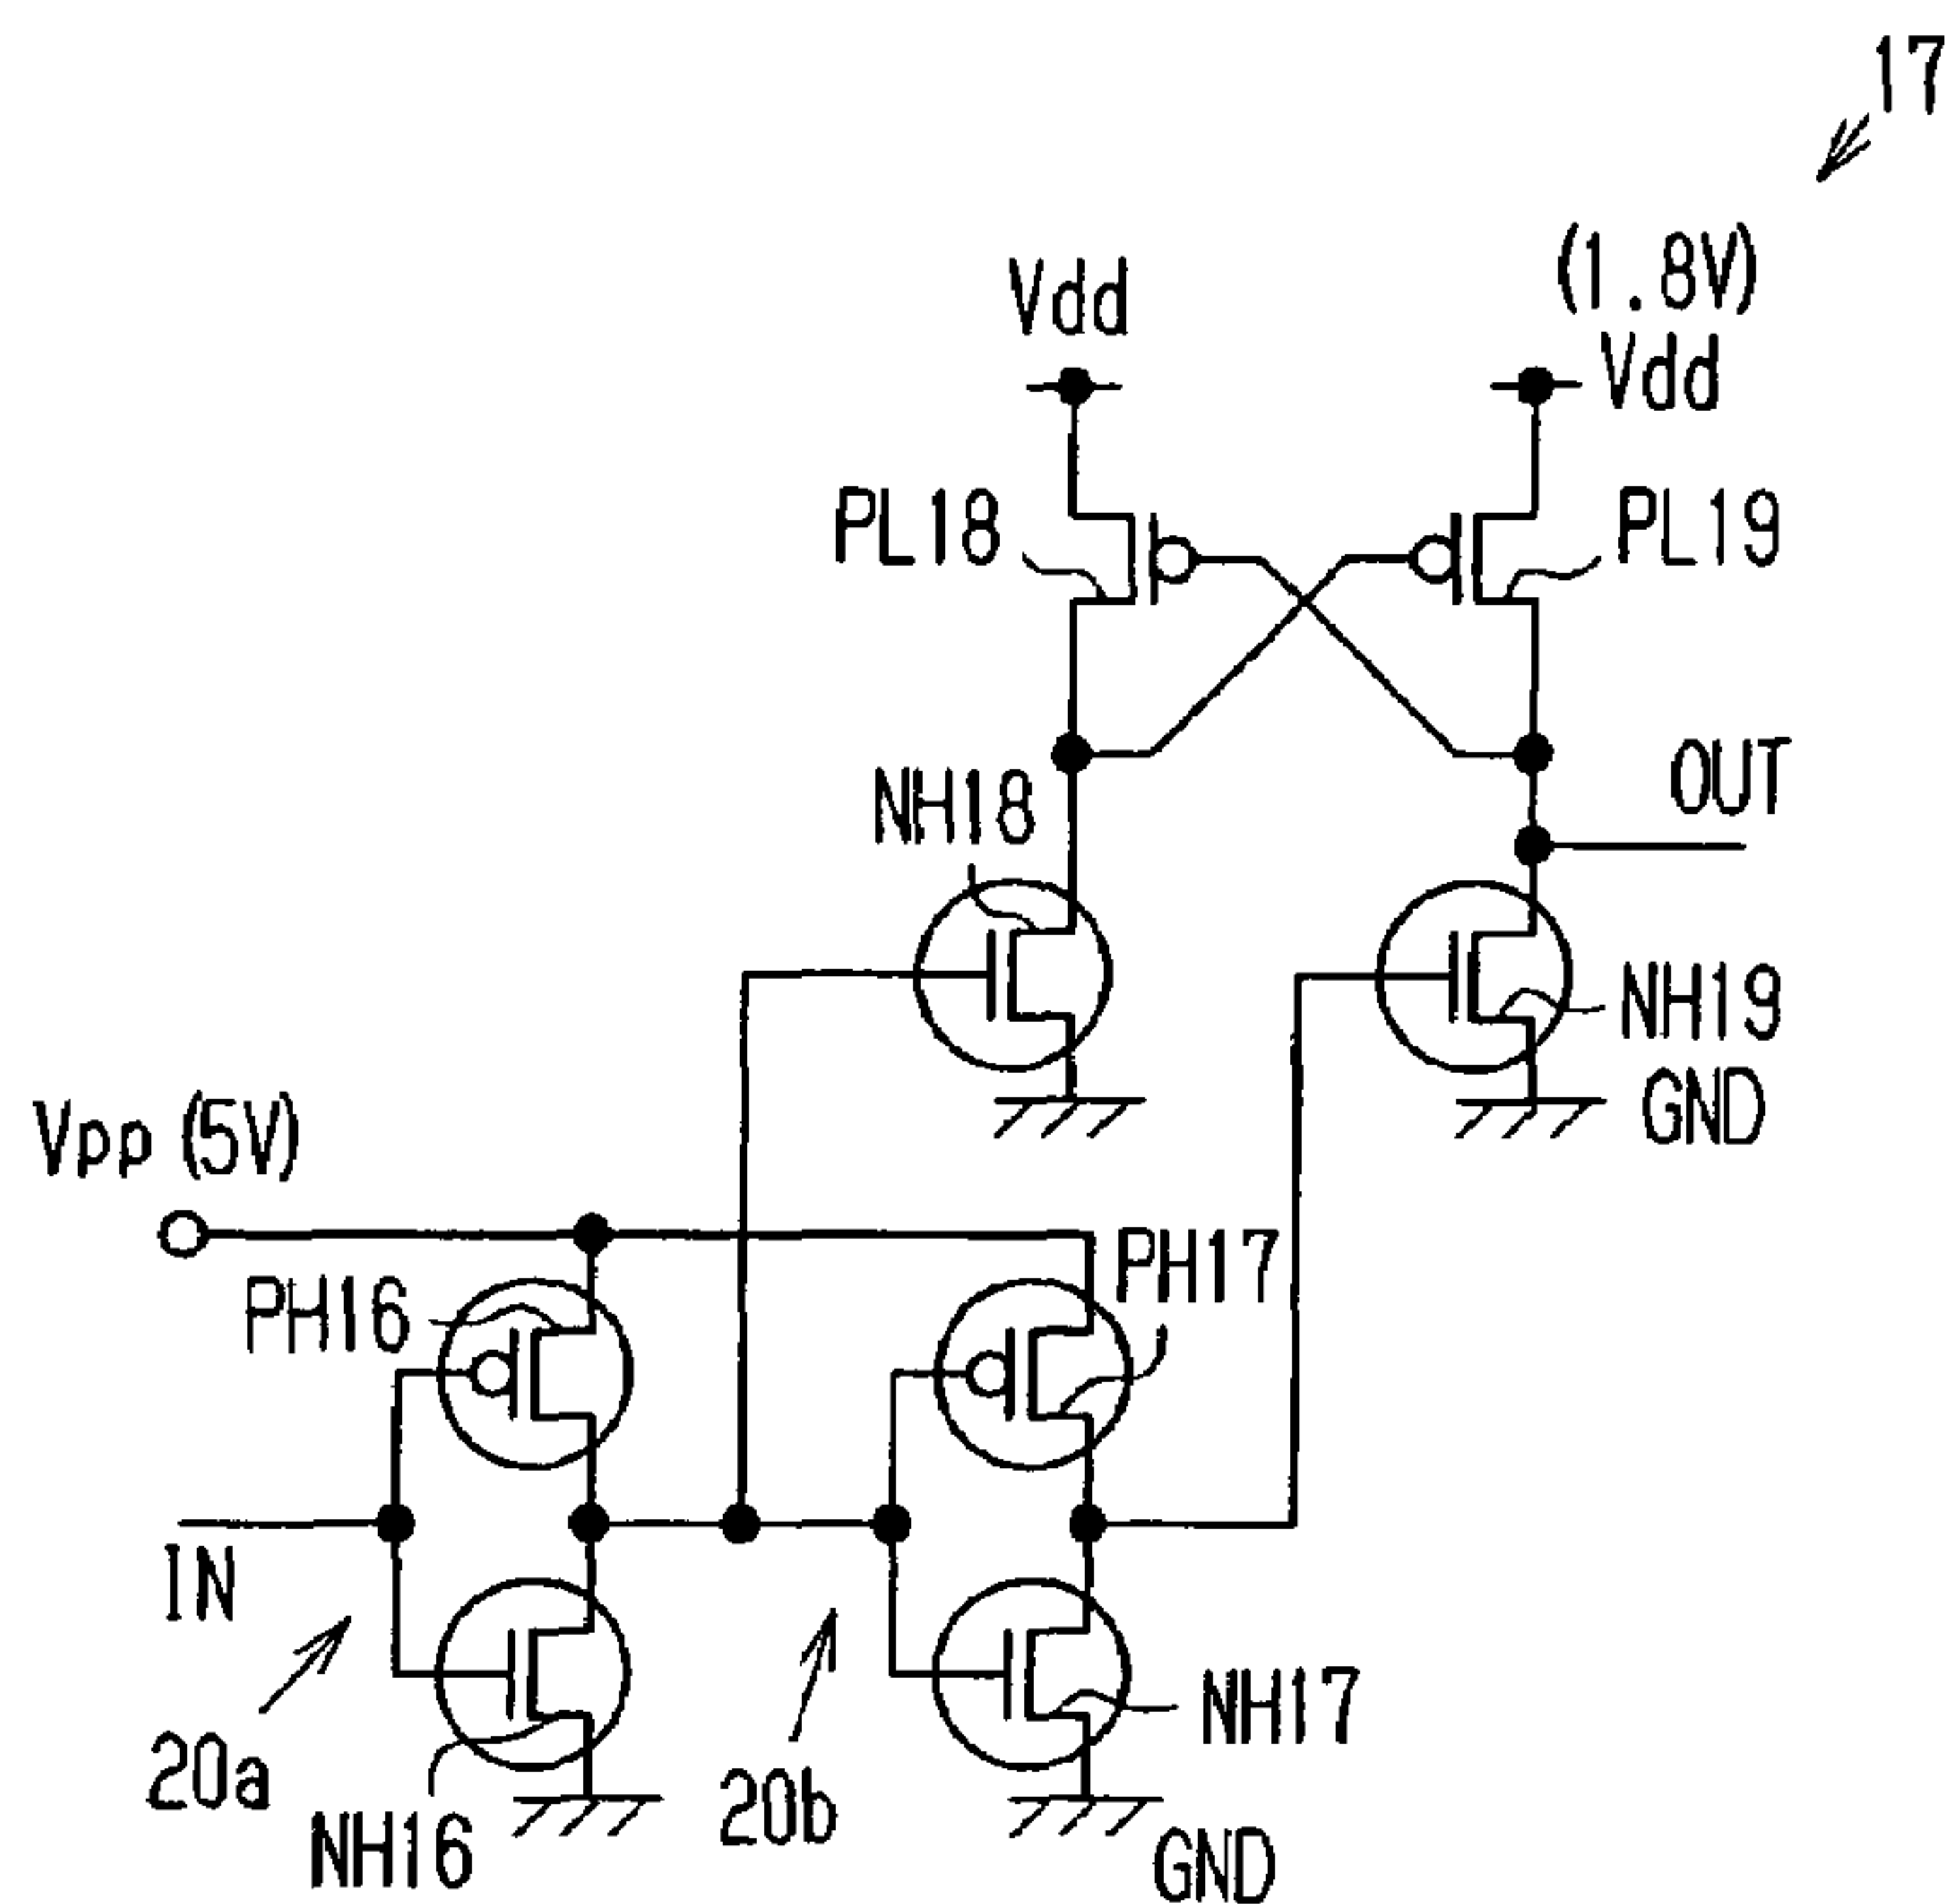 17
(1.8V)
Vdd
Vdd
PL18
PL19
OUT
NH18
NH19
GND
Vpp (5V)
PH17
PH16
IN
NH17
20a
20b
NH16
GND